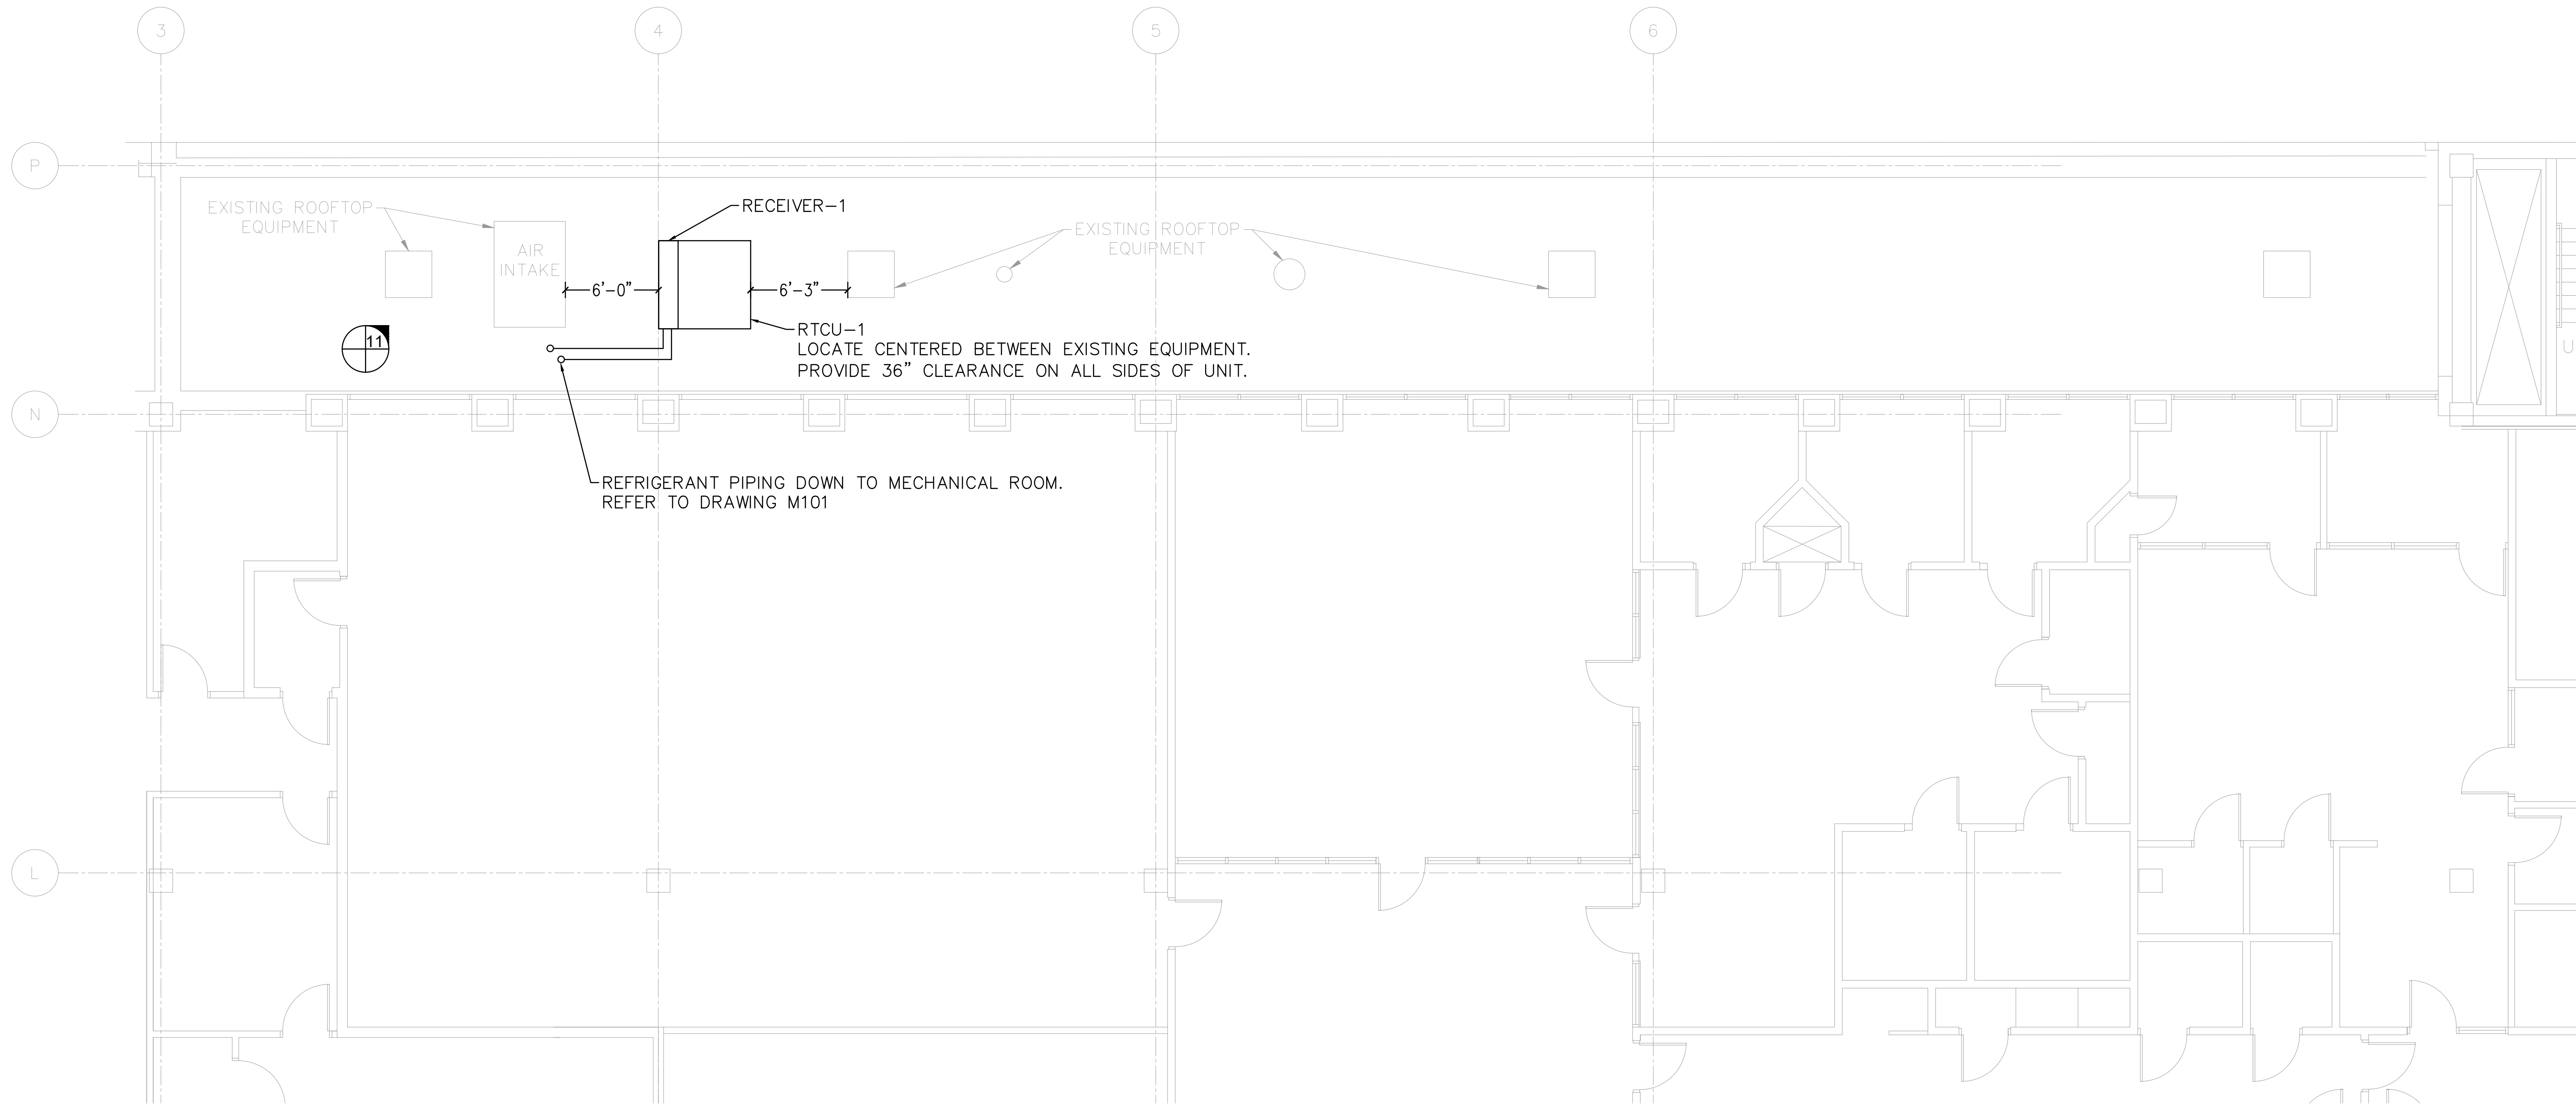 3
4
5
6
P
RECEIVER-1
EXISTING ROOFTOP
EQUIPMENT
AIR
INTAKE
EXISTING ROOFTOP
EQUIPMENT
6'-0"
6'-3"
RTCU-1
LOCATE CENTERED BETWEEN EXISTING EQUIPMENT.
PROVIDE 36" CLEARANCE ON ALL SIDES OF UNIT.
11
U
N
REFRIGERANT PIPING DOWN TO MECHANICAL ROOM.
REFER TO DRAWING M101
L